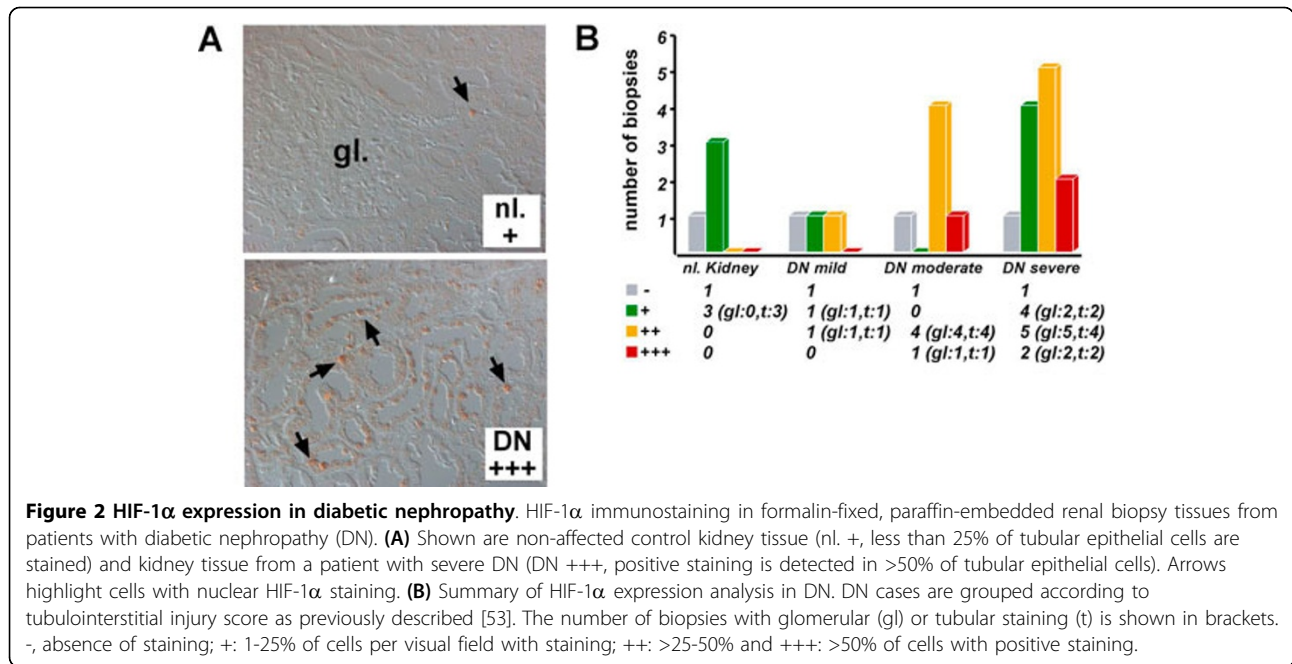 A
gl.
nl.
+
DN
+++
B
number of biopsies
6
5
4
3
2
1
nl. Kidney DN mild DN moderate DN severe
- 1 1 1 1
+ 3 (gl:0,t:3) 1 (gl:1,t:1) 0 4 (gl:2,t:2)
++ 0 1 (gl:1,t:1) 4 (gl:4,t:4) 5 (gl:5,t:4)
+++ 0 0 1 (gl:1,t:1) 2 (gl:2,t:2)
Figure 2 HIF-1α expression in diabetic nephropathy. HIF-1α immunostaining in formalin-fixed, paraffin-embedded renal biopsy tissues from
patients with diabetic nephropathy (DN). (A) Shown are non-affected control kidney tissue (nl. +, less than 25% of tubular epithelial cells are
stained) and kidney tissue from a patient with severe DN (DN +++, positive staining is detected in >50% of tubular epithelial cells). Arrows
highlight cells with nuclear HIF-1α staining. (B) Summary of HIF-1α expression analysis in DN. DN cases are grouped according to
tubulointerstitial injury score as previously described [53]. The number of biopsies with glomerular (gl) or tubular staining (t) is shown in brackets.
-, absence of staining; +: 1-25% of cells per visual field with staining; ++: >25-50% and +++: >50% of cells with positive staining.